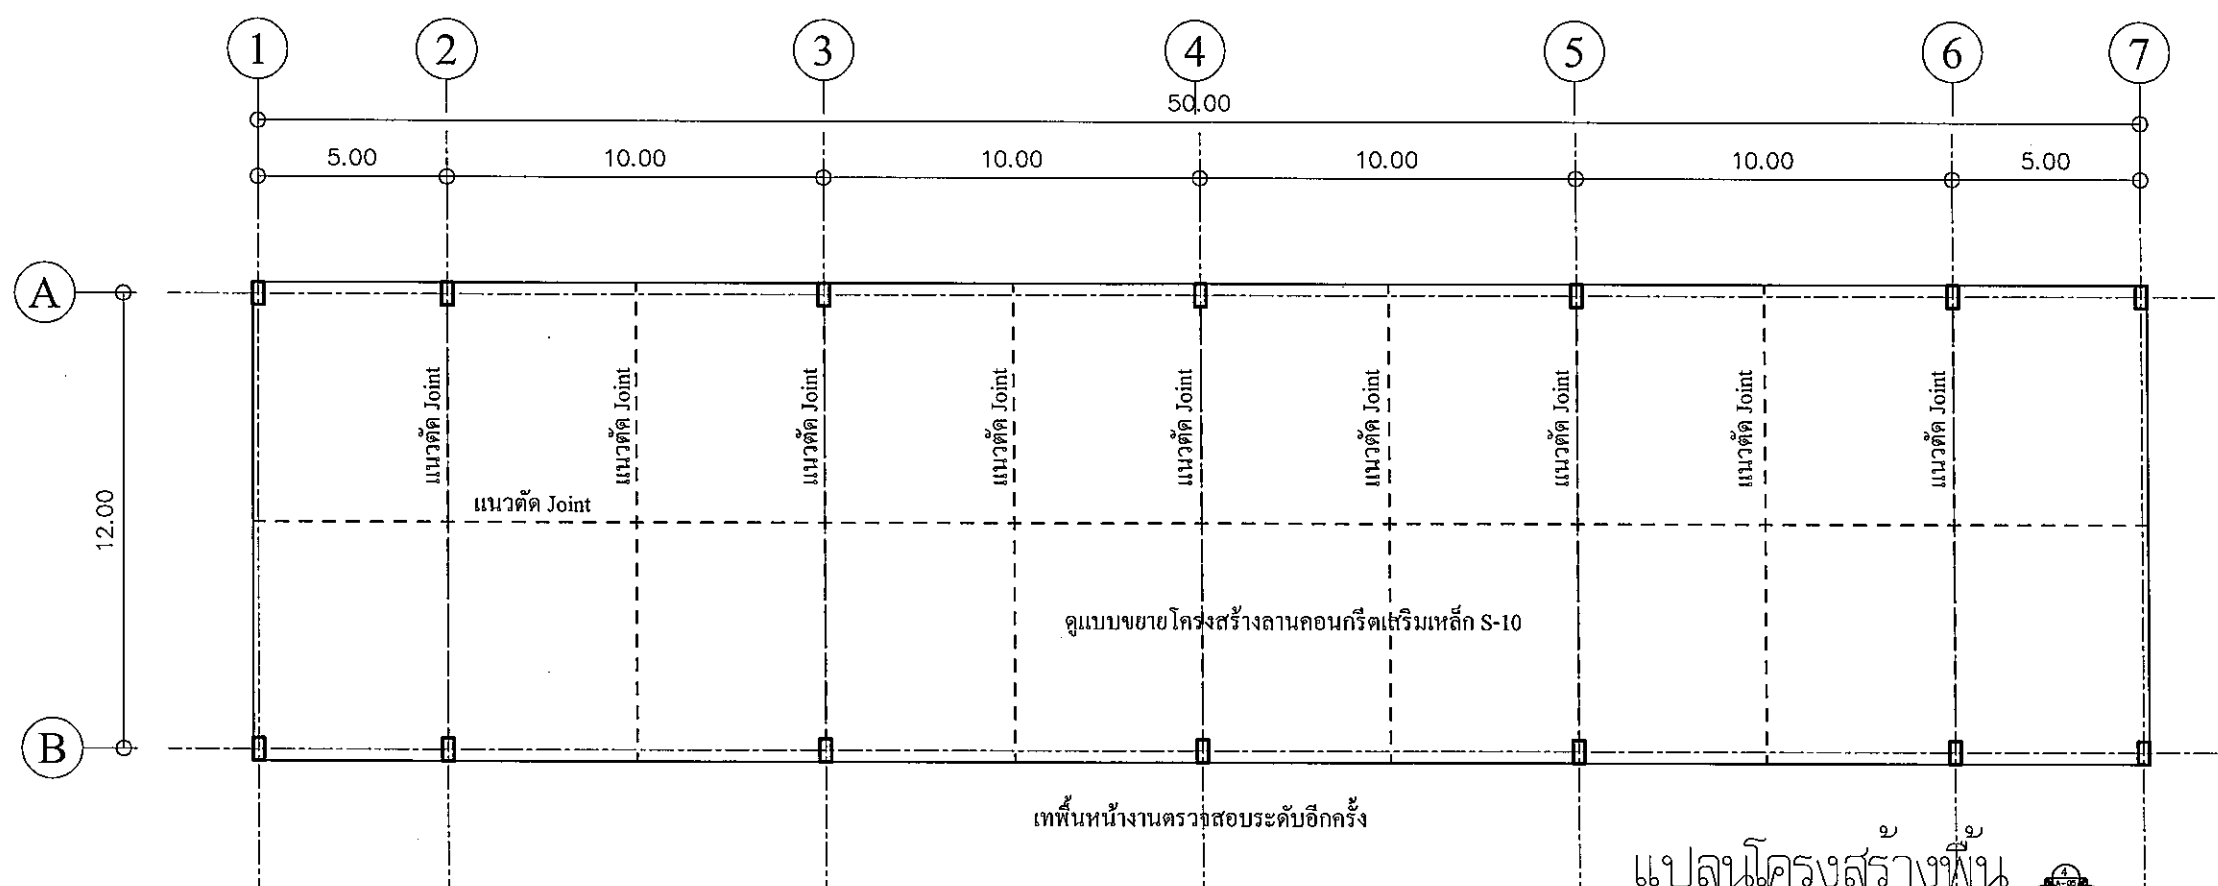 1 2 3 4 5 6 7
50.00
5.00 10.00 10.00 10.00 10.00 5.00
A
แนวตัด Joint
แนวตัด Joint
แนวตัด Joint
แนวตัด Joint
แนวตัด Joint
แนวตัด Joint
แนวตัด Joint
แนวตัด Joint
แนวตัด Joint
แนวตัด Joint
12.00
ดูแบบขยายโครงสร้างลานคอนกรีตเสริมเหล็ก S-10
B
เทพื้นหน้างานตรวจสอบระดับอีกครั้ง
แปลนโครงสร้างพื้น
4